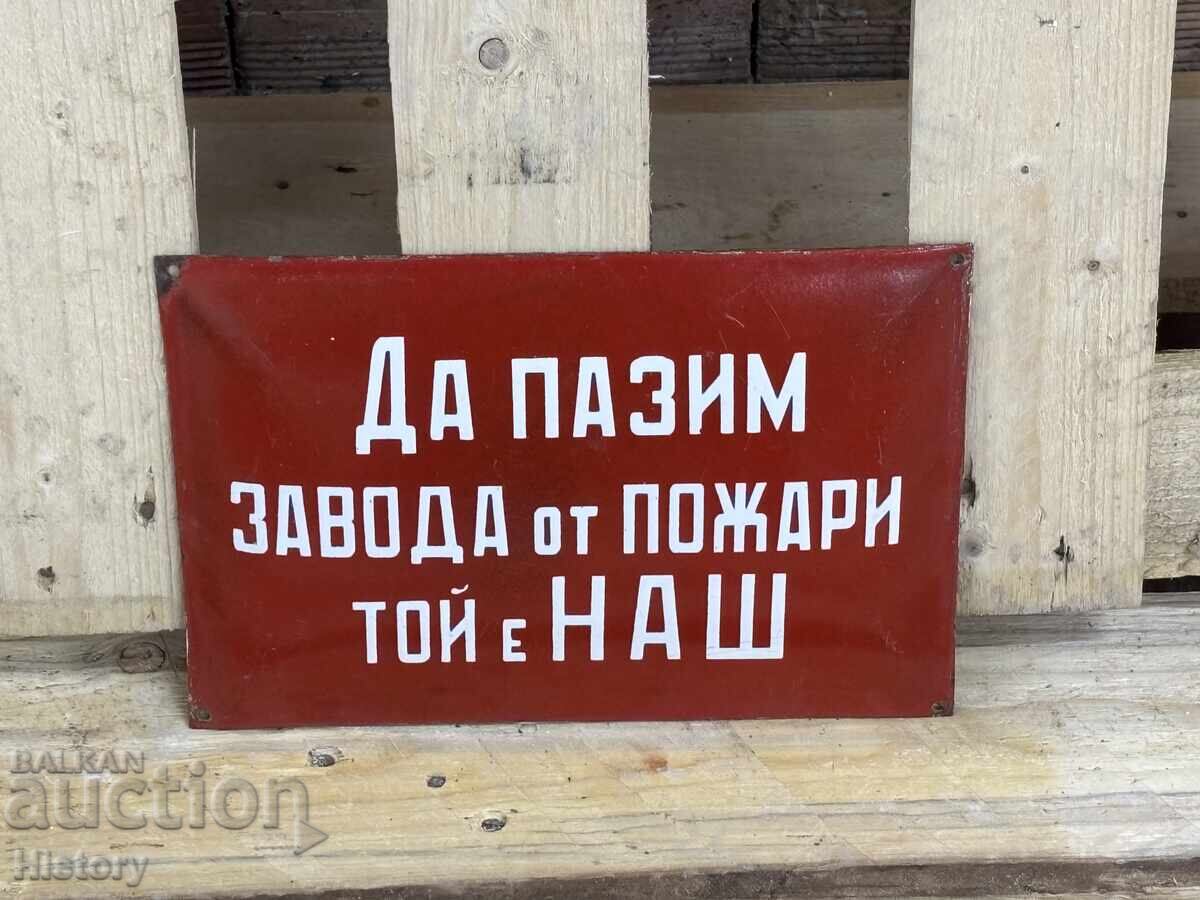 ДА ПАЗИМ
ЗАВОДА ОТ ПОЖАРИ
ТОЙ Е НАШ
BALKAN
auction
History